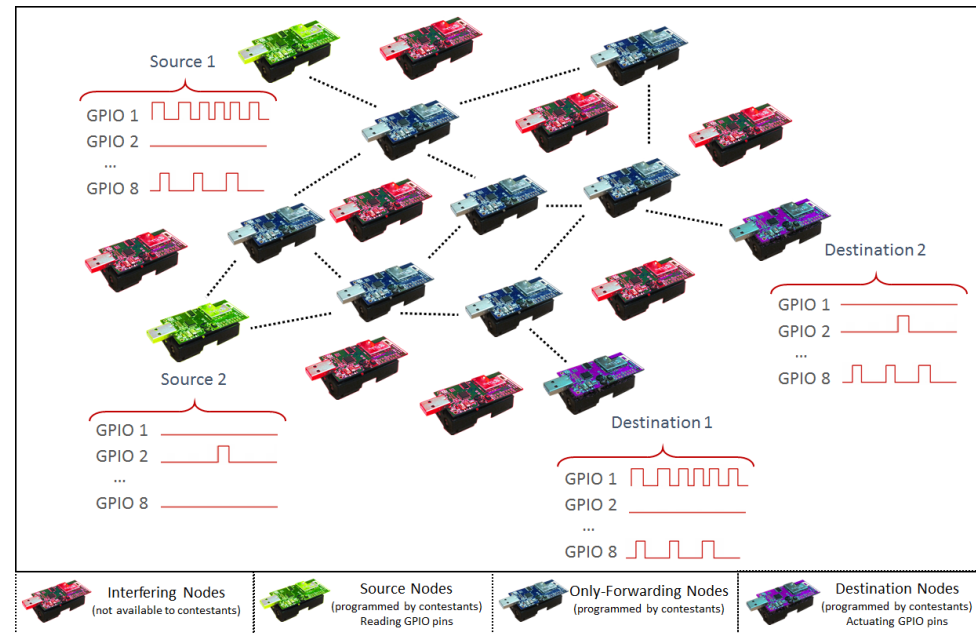 Source 1
GPIO 1
GPIO 2
...
GPIO 8
Destination 2
GPIO 1
GPIO 2
...
GPIO 8
Source 2
GPIO 1
GPIO 2
...
GPIO 8
Destination 1
GPIO 1
GPIO 2
...
GPIO 8
Interfering Nodes
(not available to contestants)
Source Nodes
(programmed by contestants)
Reading GPIO pins
Only-Forwarding Nodes
(programmed by contestants)
Destination Nodes
(programmed by contestants)
Actuating GPIO pins